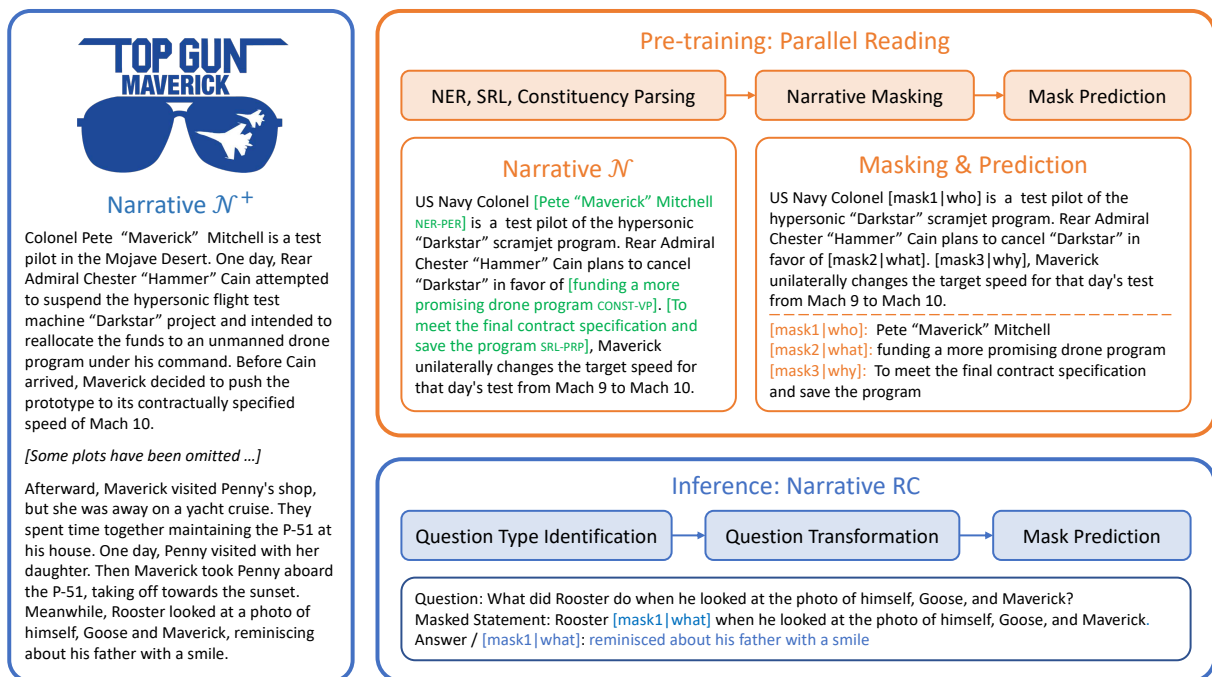 TOP GUN
MAVERICK
Narrative 𝒩⁺
Colonel Pete “Maverick” Mitchell is a test
pilot in the Mojave Desert. One day, Rear
Admiral Chester “Hammer” Cain attempted
to suspend the hypersonic flight test
machine “Darkstar” project and intended to
reallocate the funds to an unmanned drone
program under his command. Before Cain
arrived, Maverick decided to push the
prototype to its contractually specified
speed of Mach 10.
[Some plots have been omitted …]
Afterward, Maverick visited Penny's shop,
but she was away on a yacht cruise. They
spent time together maintaining the P-51 at
his house. One day, Penny visited with her
daughter. Then Maverick took Penny aboard
the P-51, taking off towards the sunset.
Meanwhile, Rooster looked at a photo of
himself, Goose and Maverick, reminiscing
about his father with a smile.
Pre-training: Parallel Reading
NER, SRL, Constituency Parsing
Narrative Masking
Mask Prediction
Narrative 𝒩
US Navy Colonel [Pete “Maverick” Mitchell
NER-PER] is a test pilot of the hypersonic
“Darkstar” scramjet program. Rear Admiral
Chester “Hammer” Cain plans to cancel
“Darkstar” in favor of [funding a more
promising drone program CONST-VP]. [To
meet the final contract specification and
save the program SRL-PRP], Maverick
unilaterally changes the target speed for
that day's test from Mach 9 to Mach 10.
Masking & Prediction
US Navy Colonel [mask1|who] is a test pilot of the
hypersonic “Darkstar” scramjet program. Rear Admiral
Chester “Hammer” Cain plans to cancel “Darkstar” in
favor of [mask2|what]. [mask3|why], Maverick
unilaterally changes the target speed for that day's test
from Mach 9 to Mach 10.
[mask1|who]: Pete “Maverick” Mitchell
[mask2|what]: funding a more promising drone program
[mask3|why]: To meet the final contract specification
and save the program
Inference: Narrative RC
Question Type Identification
Question Transformation
Mask Prediction
Question: What did Rooster do when he looked at the photo of himself, Goose, and Maverick?
Masked Statement: Rooster [mask1|what] when he looked at the photo of himself, Goose, and Maverick.
Answer / [mask1|what]: reminisced about his father with a smile